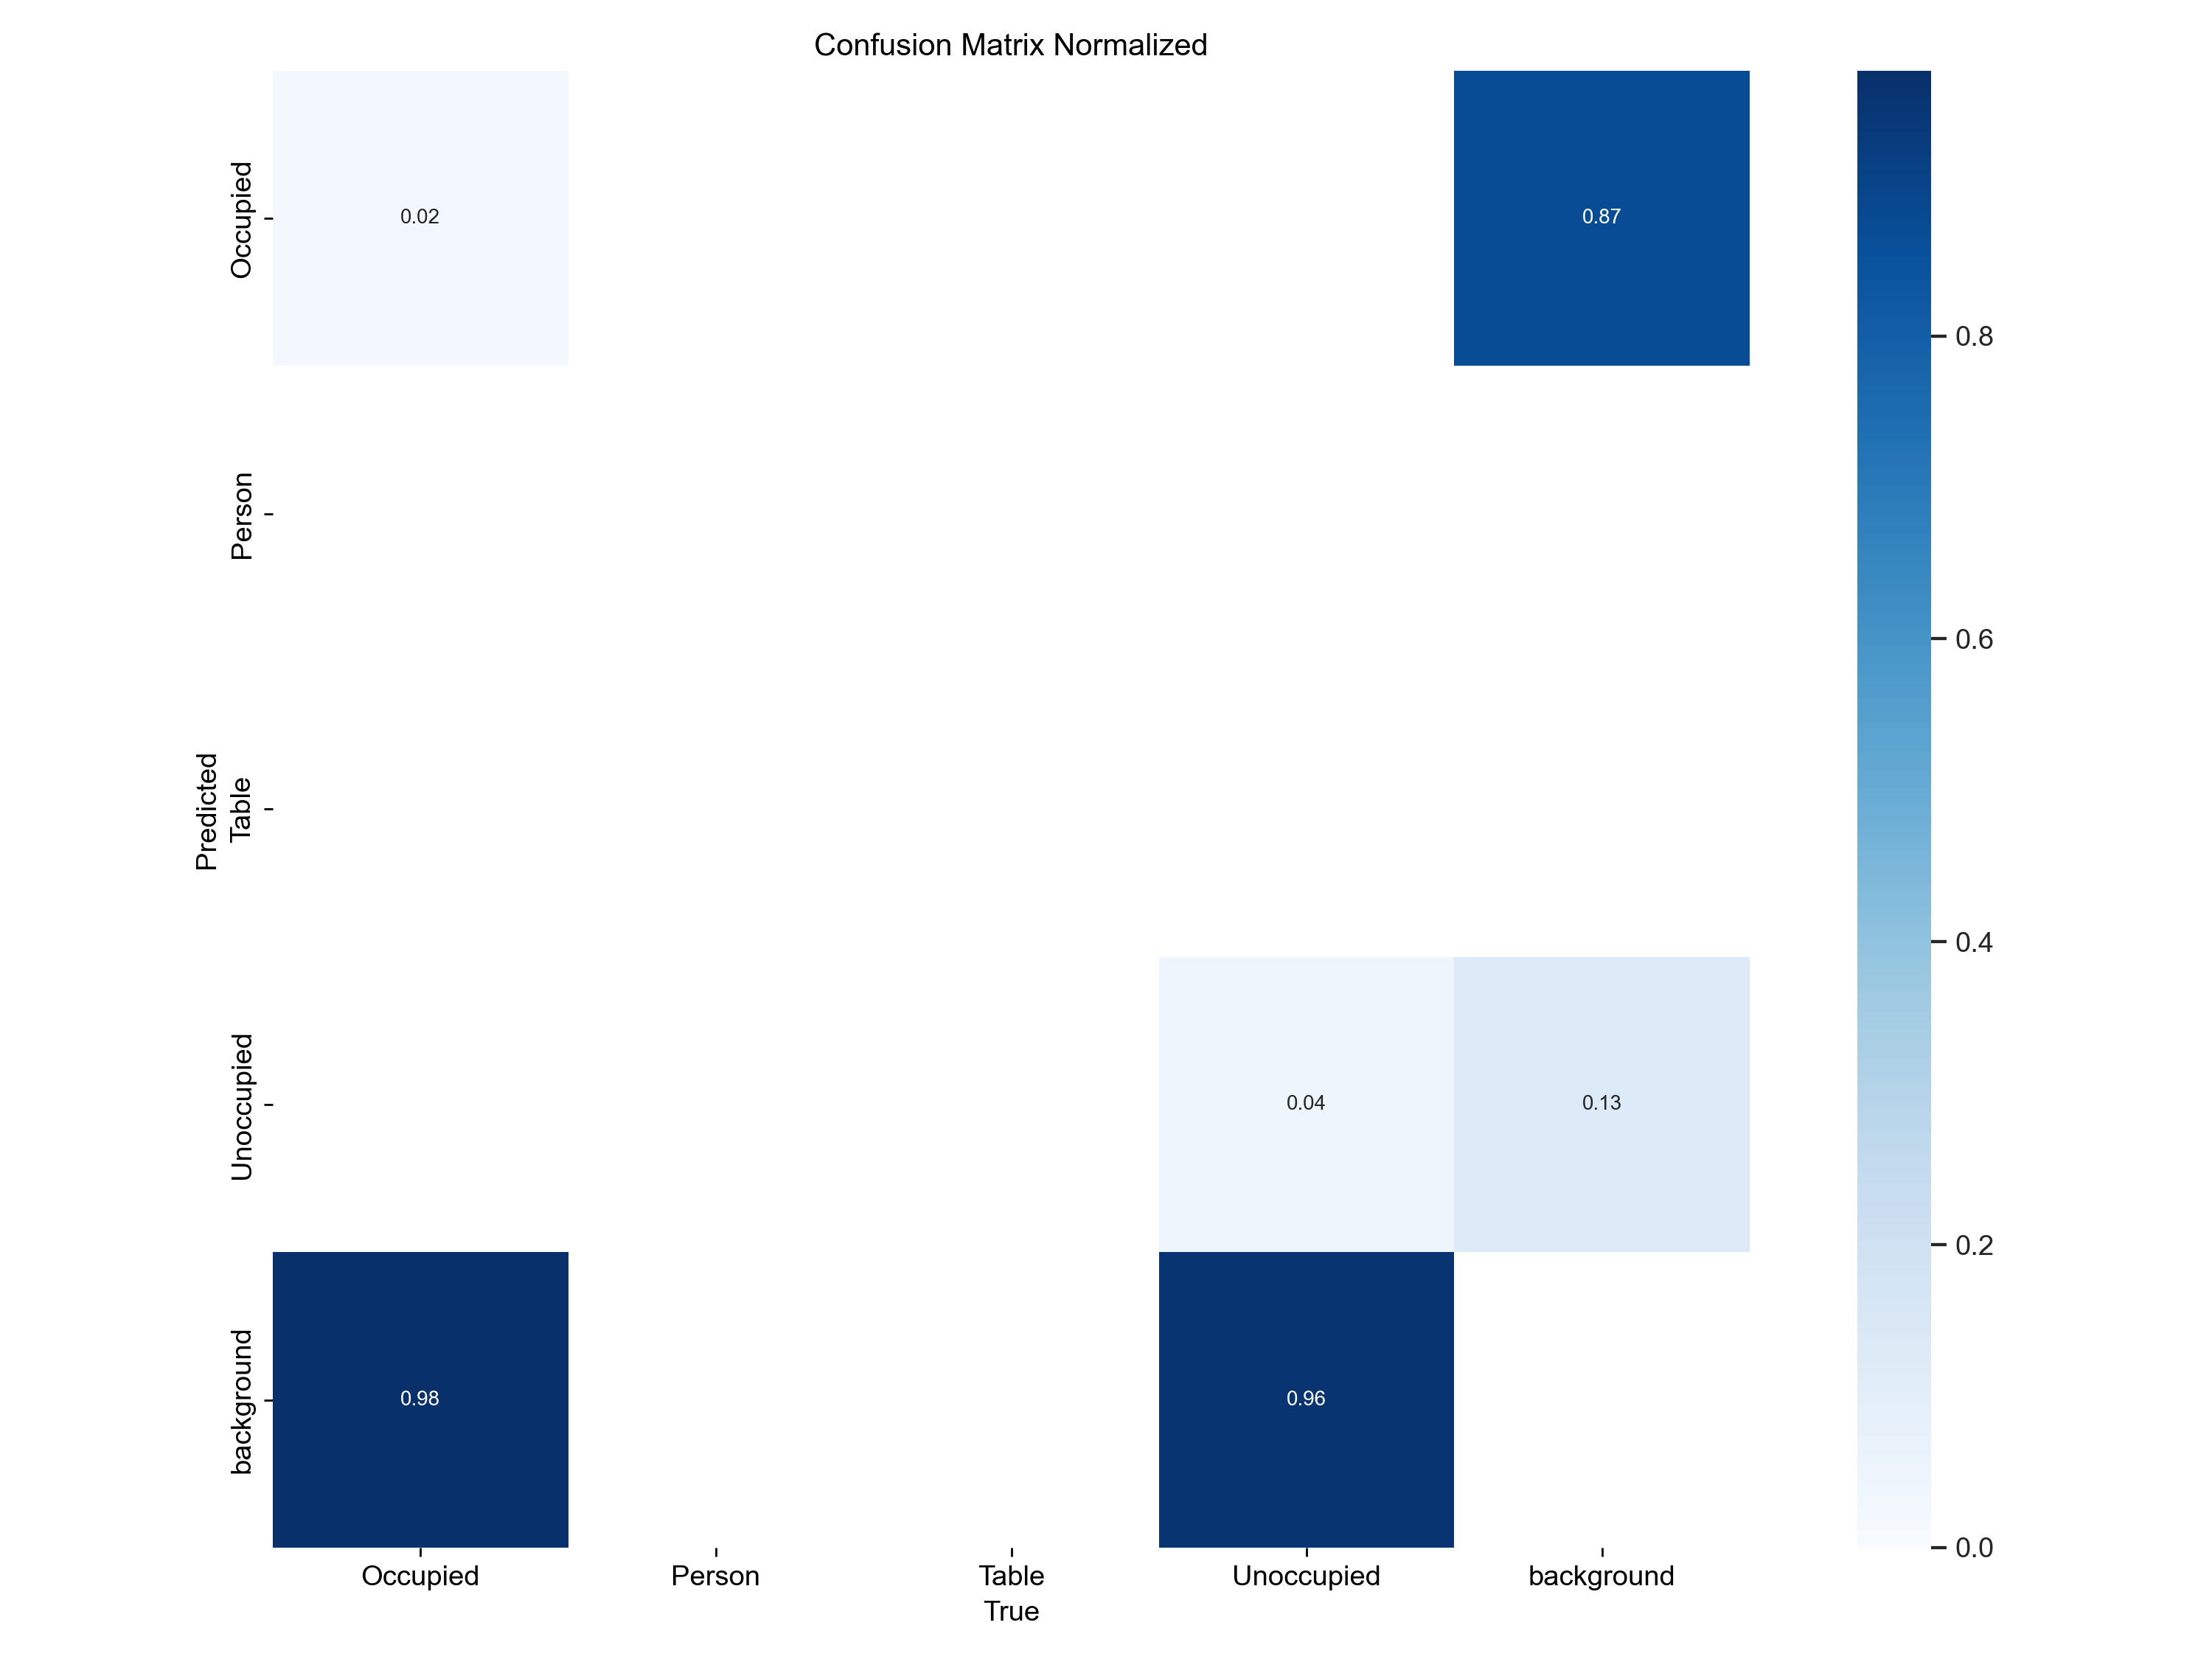 Confusion Matrix Normalized
Occupied
0.02
0.87
Person
Predicted
Table
Unoccupied
0.04
0.13
background
0.98
0.96
Occupied
Person
Table
Unoccupied
background
True
0.8
0.6
0.4
0.2
0.0